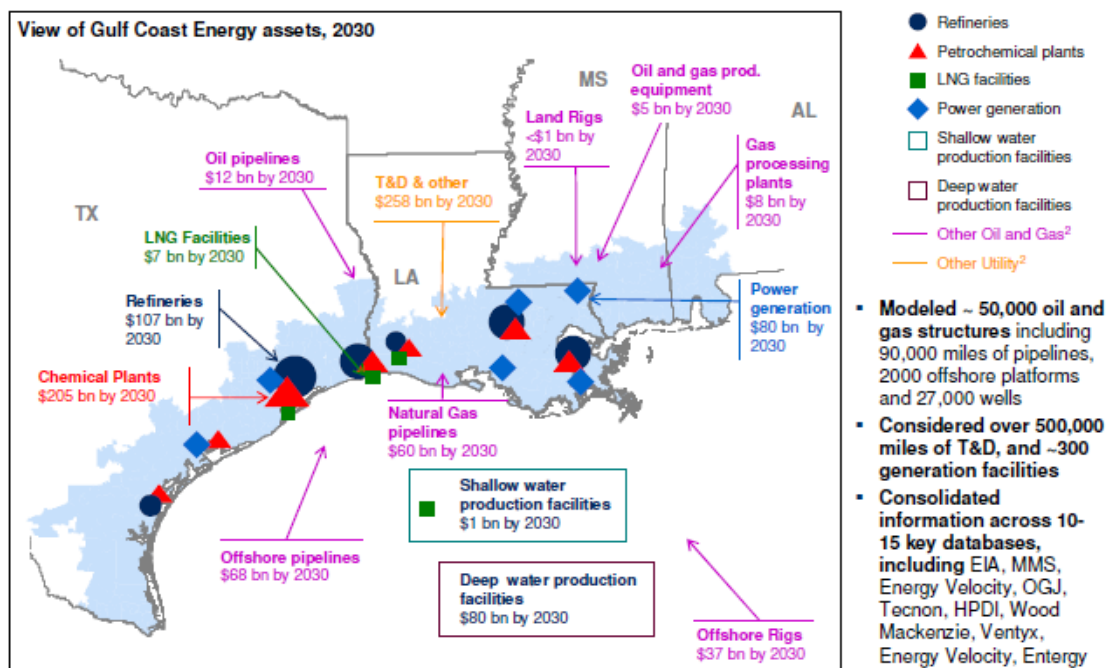 View of Gulf Coast Energy assets, 2030
MS
Oil and gas prod.
equipment
$5 bn by 2030
AL
Land Rigs
<$1 bn by
2030
Gas
processing
plants
$8 bn by
2030
Oil pipelines
$12 bn by 2030
T&D & other
$258 bn by 2030
TX
LNG Facilities
$7 bn by 2030
LA
Refineries
$107 bn by
2030
Power
generation
$80 bn by
2030
Chemical Plants
$205 bn by 2030
Natural Gas
pipelines
$60 bn by 2030
Shallow water
production facilities
$1 bn by 2030
Offshore pipelines
$68 bn by 2030
Deep water production
facilities
$80 bn by 2030
Offshore Rigs
$37 bn by 2030
Refineries
Petrochemical plants
LNG facilities
Power generation
Shallow water
production facilities
Deep water
production facilities
Other Oil and Gas²
Other Utility²
▪ Modeled ~ 50,000 oil and
gas structures including
90,000 miles of pipelines,
2000 offshore platforms
and 27,000 wells
▪ Considered over 500,000
miles of T&D, and ~300
generation facilities
▪ Consolidated
information across 10-
15 key databases,
including EIA, MMS,
Energy Velocity, OGJ,
Tecnon, HPDI, Wood
Mackenzie, Ventyx,
Energy Velocity, Entergy